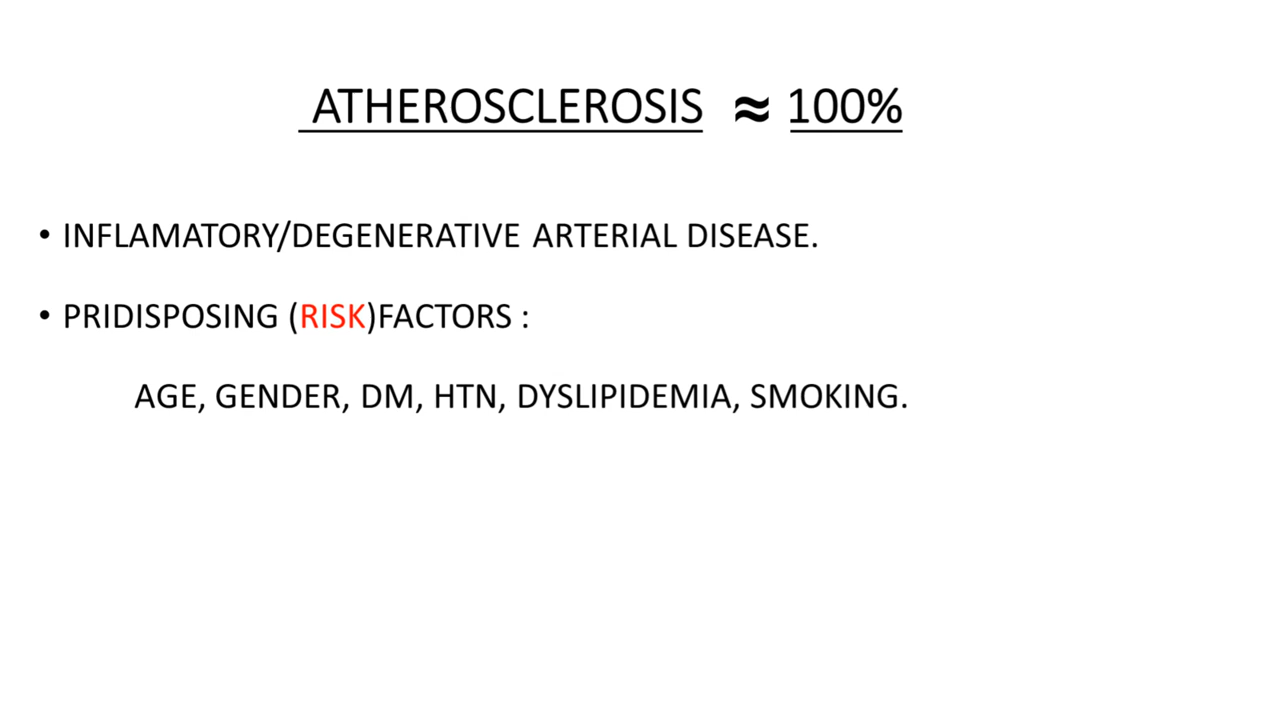 ATHEROSCLEROSIS ≈ 100%
• INFLAMATORY/DEGENERATIVE ARTERIAL DISEASE.
• PRIDISPOSING (RISK)FACTORS :
AGE, GENDER, DM, HTN, DYSLIPIDEMIA, SMOKING.